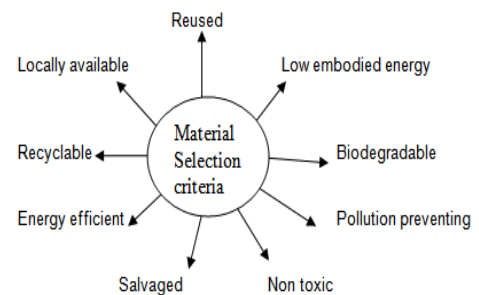 Reused
Locally available
Low embodied energy
Material
Selection
criteria
Recyclable
Biodegradable
Energy efficient
Pollution preventing
Salvaged
Non toxic